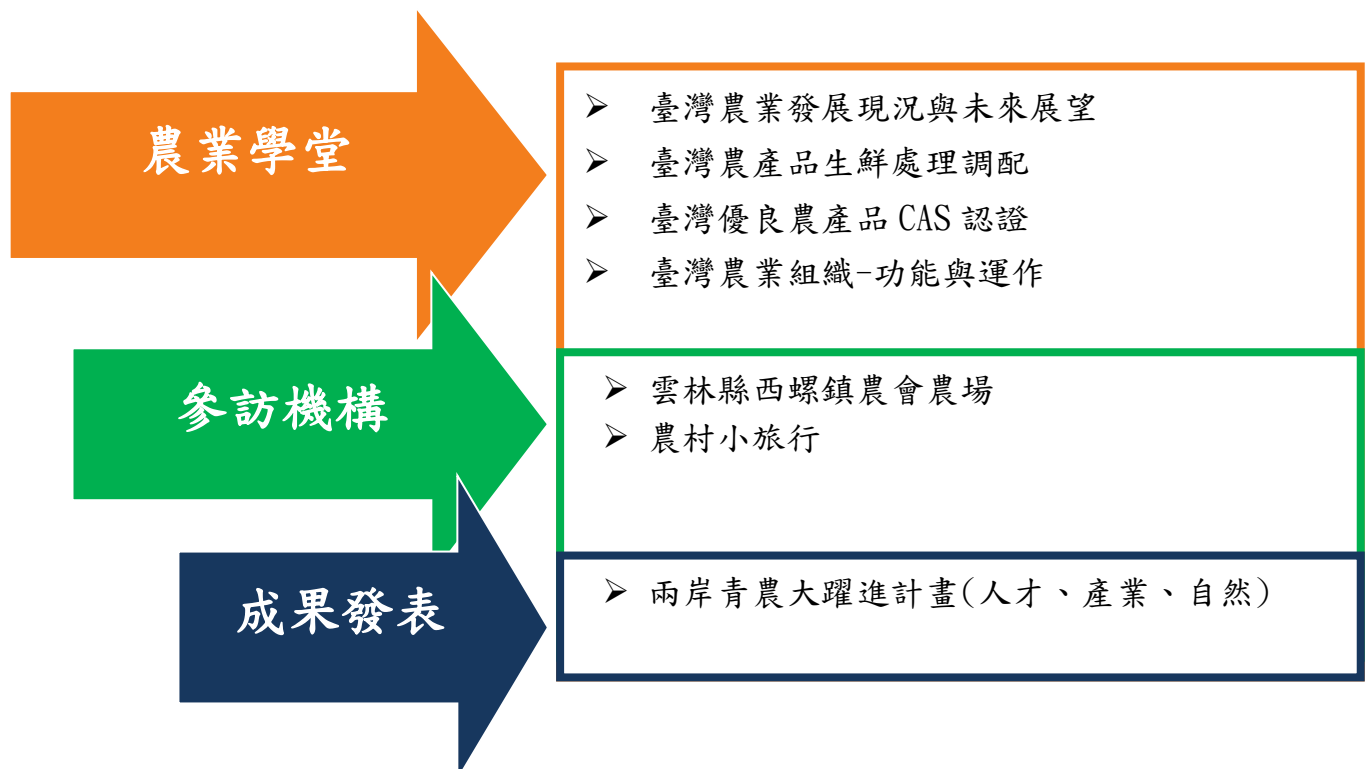 農業學堂
➢ 臺灣農業發展現況與未來展望
➢ 臺灣農產品生鮮處理調配
➢ 臺灣優良農產品 CAS 認證
➢ 臺灣農業組織-功能與運作
參訪機構
➢ 雲林縣西螺鎮農會農場
➢ 農村小旅行
成果發表
➢ 兩岸青農大躍進計畫(人才、產業、自然)